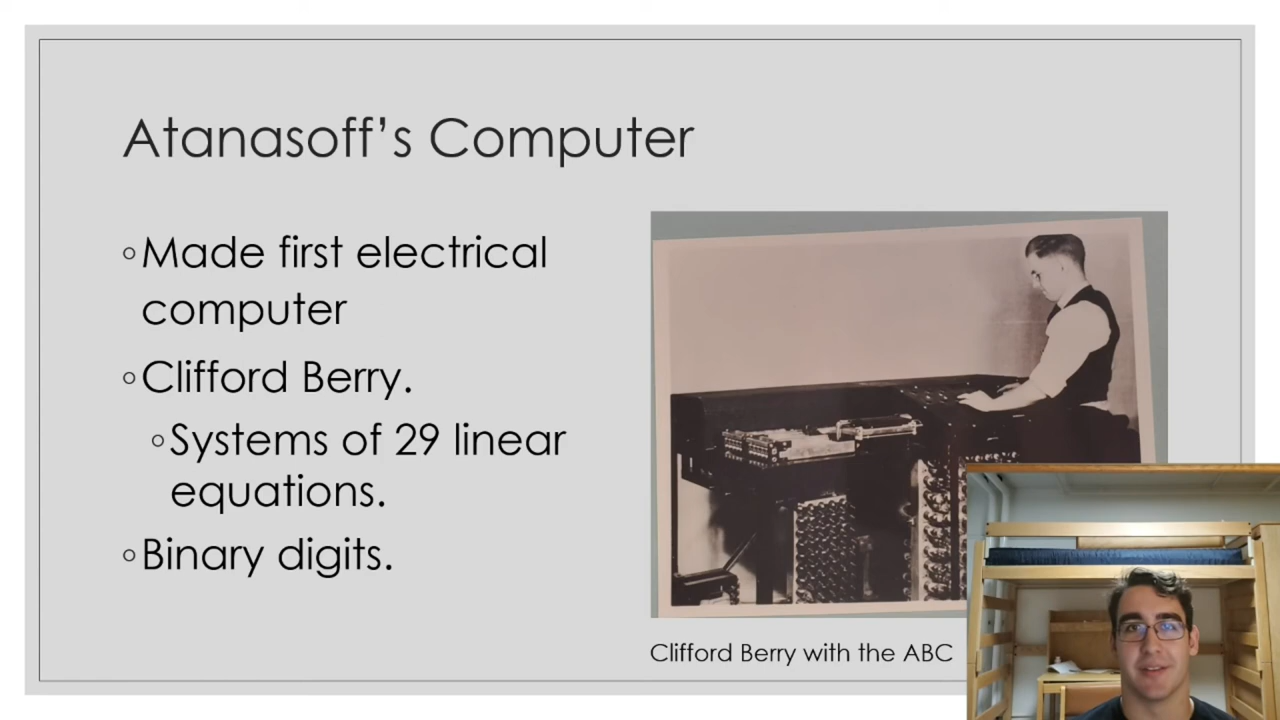 Atanasoff’s Computer
◦Made first electrical
computer
◦Clifford Berry.
◦Systems of 29 linear
equations.
◦Binary digits.
Clifford Berry with the ABC